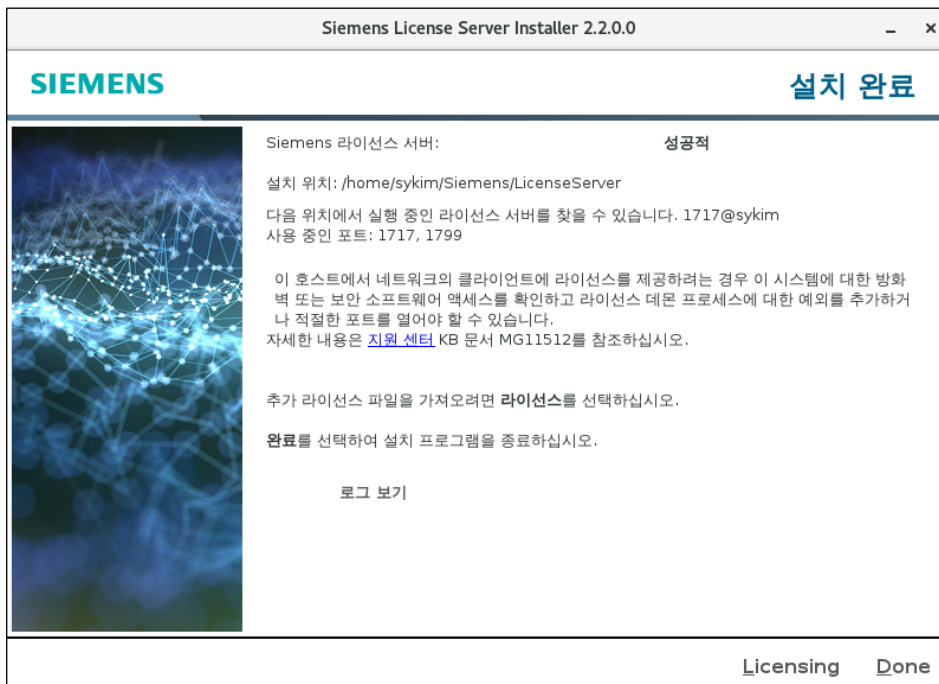 Siemens License Server Installer 2.2.0.0
SIEMENS
설치 완료
Siemens 라이선스 서버: 성공적
설치 위치: /home/sykim/Siemens/LicenseServer
다음 위치에서 실행 중인 라이선스 서버를 찾을 수 있습니다. 1717@sykim
사용 중인 포트: 1717, 1799
이 호스트에서 네트워크의 클라이언트에 라이선스를 제공하려는 경우 이 시스템에 대한 방화
벽 또는 보안 소프트웨어 액세스를 확인하고 라이선스 데몬 프로세스에 대한 예외를 추가하거
나 적절한 포트를 열어야 할 수 있습니다.
자세한 내용은 지원 센터 KB 문서 MG11512를 참조하십시오.
추가 라이선스 파일을 가져오려면 라이선스를 선택하십시오.
완료를 선택하여 설치 프로그램을 종료하십시오.
로그 보기
Licensing Done